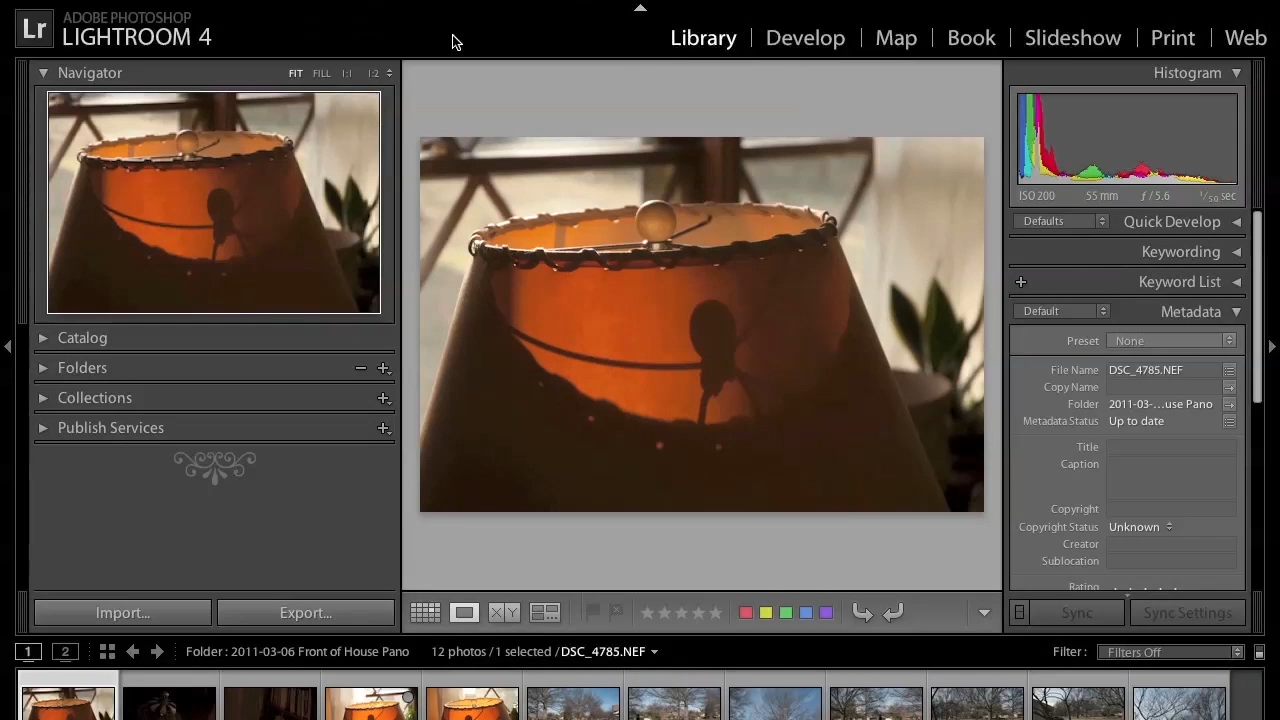 Lr ADOBE PHOTOSHOP
LIGHTROOM 4
Library | Develop | Map | Book | Slideshow | Print | Web
Navigator FIT FILL 1:1 1:2
Catalog
Folders
Collections
Publish Services
Import... Export...
X Y
Histogram
ISO 200 55 mm ƒ / 5.6 1/50 sec
Defaults Quick Develop
Keywording
Keyword List
Default Metadata
Preset None
File Name DSC_4785.NEF
Copy Name
Folder 2011-03-...use Pano
Metadata Status Up to date
Title
Caption
Copyright
Copyright Status Unknown
Creator
Sublocation
Rating
Sync Sync Settings
1 2 Folder : 2011-03-06 Front of House Pano 12 photos / 1 selected / DSC_4785.NEF Filter : Filters Off